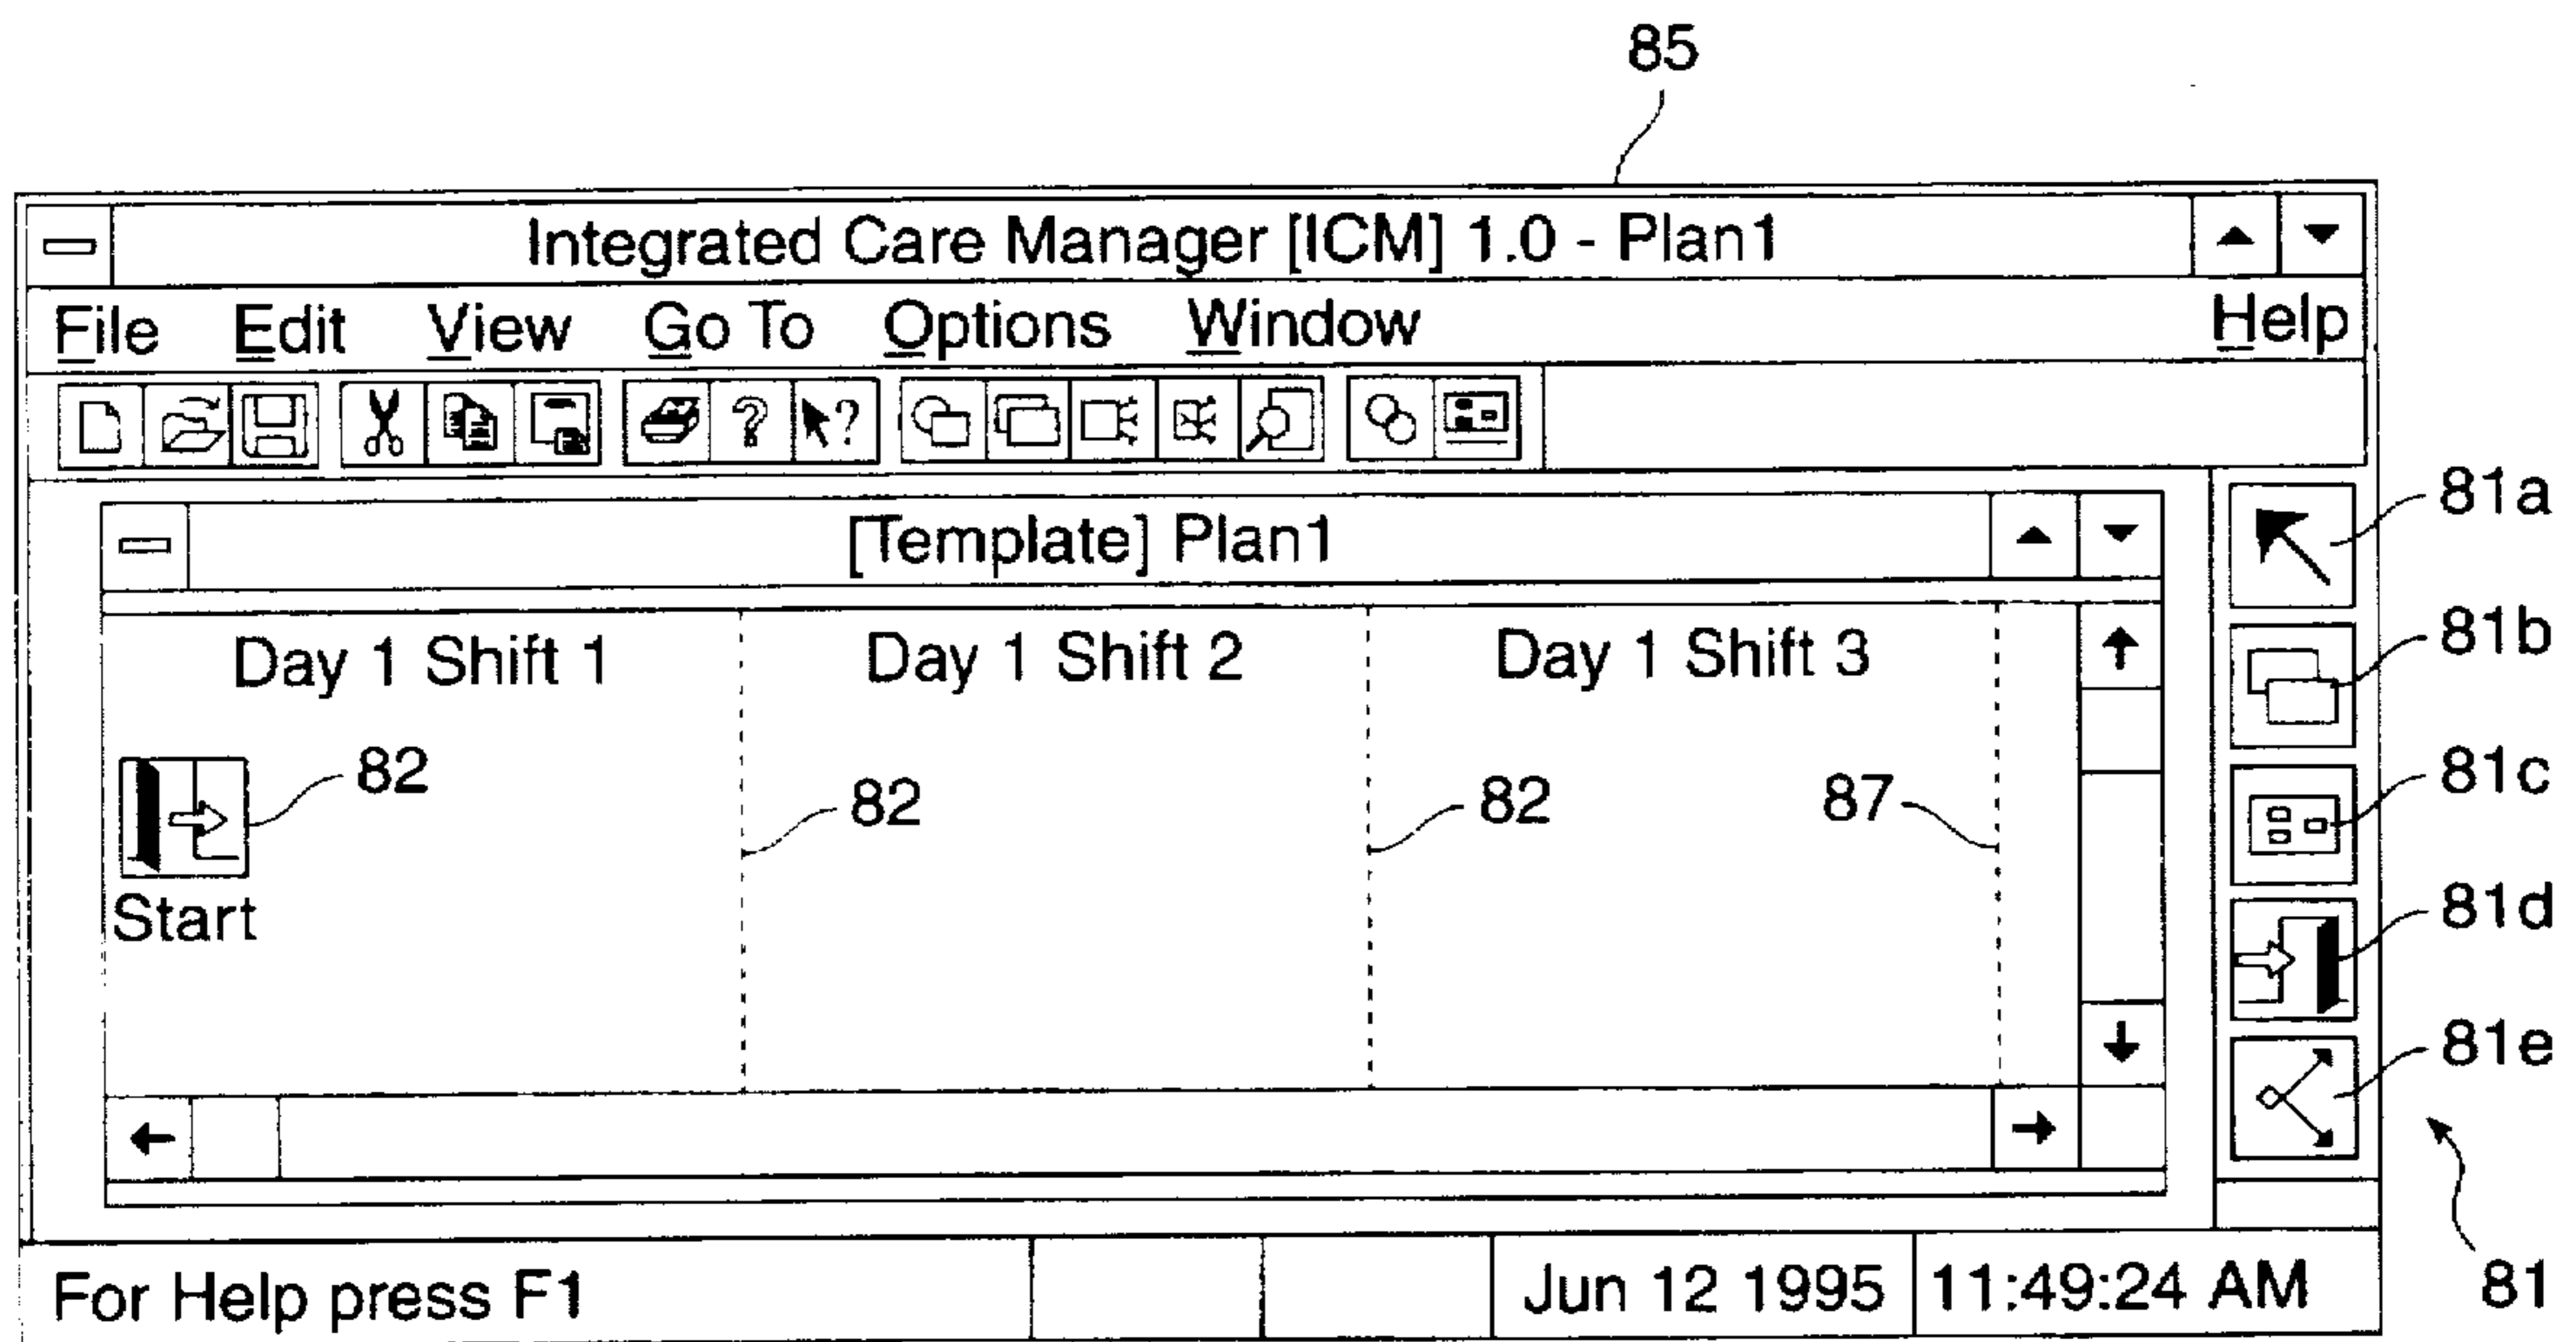 85
Integrated Care Manager [ICM] 1.0 - Plan1
File Edit View Go To Options Window Help
? ?
[Template] Plan1
81a
Day 1 Shift 1 Day 1 Shift 2 Day 1 Shift 3
81b
82 82 82 87
81c
Start
81d
81e
For Help press F1 Jun 12 1995 11:49:24 AM
81